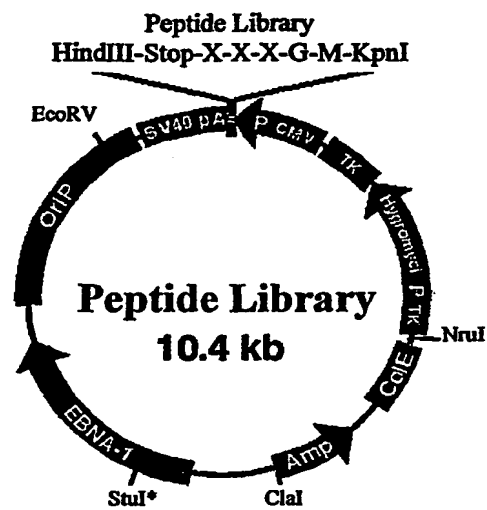 Peptide Library
HindIII-Stop-X-X-X-G-M-KpnI
EcoRV
SV40 pA
P CMV
TK
OriP
Hygromyci P TK
Peptide Library
10.4 kb
NruI
ColE
EBNA-1
Amp
StuI*
ClaI